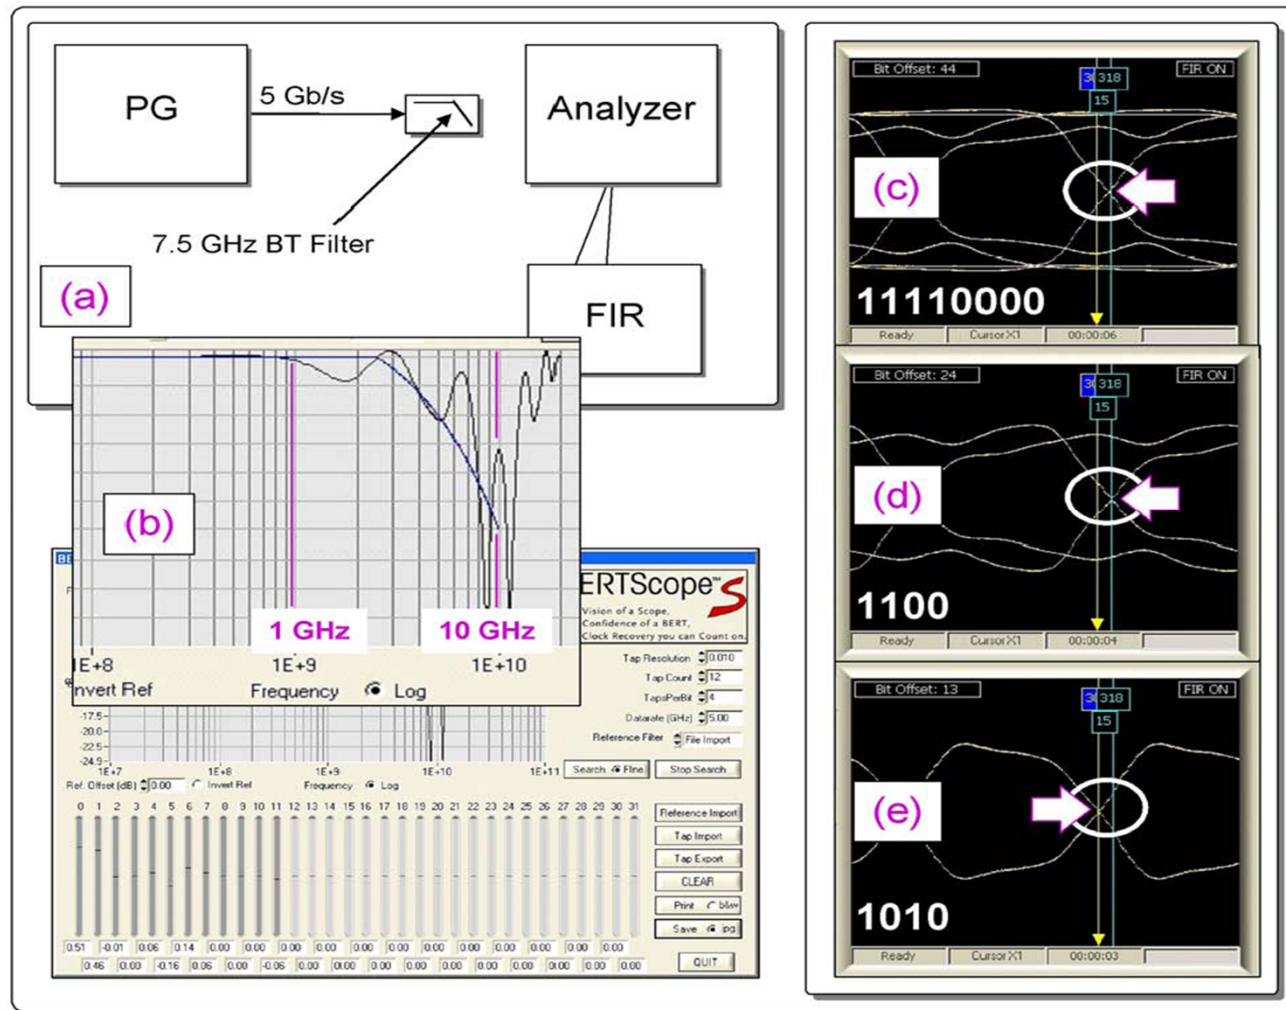 PG
5 Gb/s
Analyzer
7.5 GHz BT Filter
(a)
FIR
(b)
1 GHz
10 GHz
1E+8
1E+9
1E+10
nvert Ref
Frequency
Log
ERTScope™S
Vision of a Scope,
Confidence of a BERT,
Clock Recovery you can Count on.
Tap Resolution 0.010
Tap Count 12
TapsPerBit 4
Datarate (GHz) 5.00
Reference Filter File Import
Search Fine Stop Search
-17.5
-20.0
-22.5
-24.9
1E+7 1E+8 1E+9 1E+10 1E+11
Ref. Offset (dB) 0.00 Invert Ref Frequency Log
0 1 2 3 4 5 6 7 8 9 10 11 12 13 14 15 16 17 18 19 20 21 22 23 24 25 26 27 28 29 30 31
Reference Import
Tap Import
Tap Export
CLEAR
Print b&w
Save jpg
QUIT
0.51 -0.01 0.06 0.14 0.00 0.00 0.00 0.00 0.00 0.00 0.00 0.00 0.00 0.00 0.00 0.00
0.46 0.00 -0.16 0.06 0.00 -0.06 0.00 0.00 0.00 0.00 0.00 0.00 0.00 0.00 0.00 0.00
Bit Offset: 44
FIR ON
318
15
(c)
11110000
Ready Cursor X1 00:00:06
Bit Offset: 24
FIR ON
318
15
(d)
1100
Ready Cursor X1 00:00:04
Bit Offset: 13
FIR ON
318
15
(e)
1010
Ready Cursor X1 00:00:03